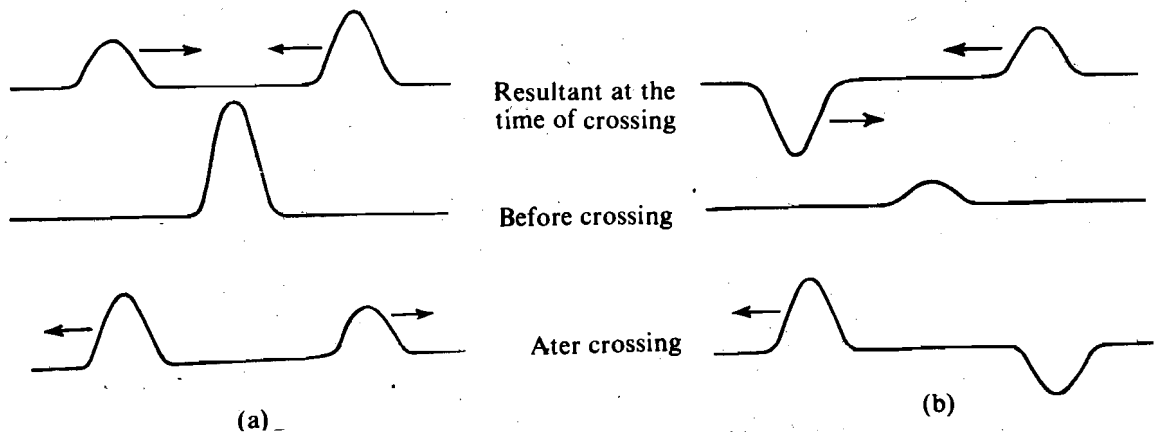 Resultant at the
time of crossing
Before crossing
Ater crossing
(a)
(b)